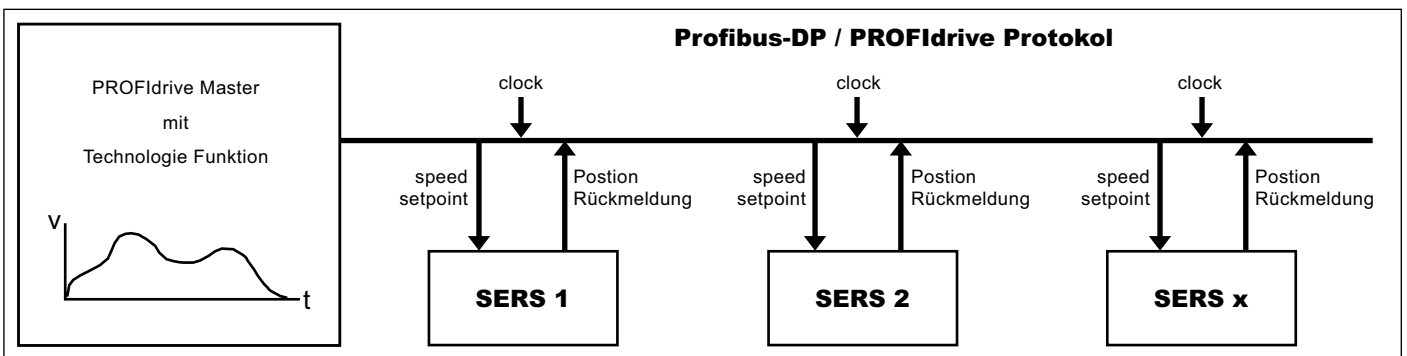 Profibus-DP / PROFIdrive Protokol
PROFIdrive Master
mit
Technologie Funktion
v
t
clock
clock
clock
speed
setpoint
Postion
Rückmeldung
speed
setpoint
Postion
Rückmeldung
speed
setpoint
Postion
Rückmeldung
SERS 1
SERS 2
SERS x